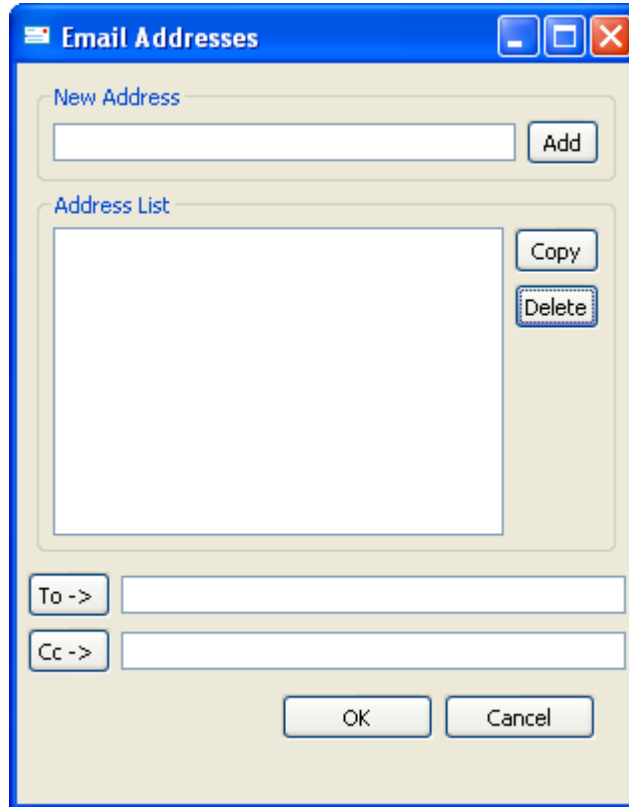 Email Addresses
New Address
Add
Address List
Copy
Delete
To ->
Cc ->
OK
Cancel